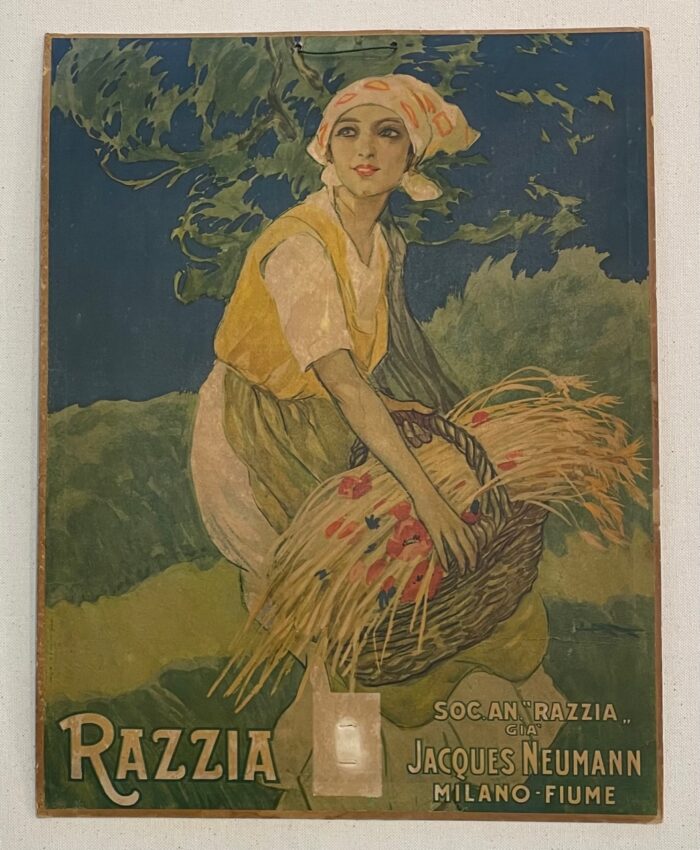 RAZZIA
SOC. AN. "RAZZIA„
GIA'
JACQUES NEUMANN
MILANO - FIUME